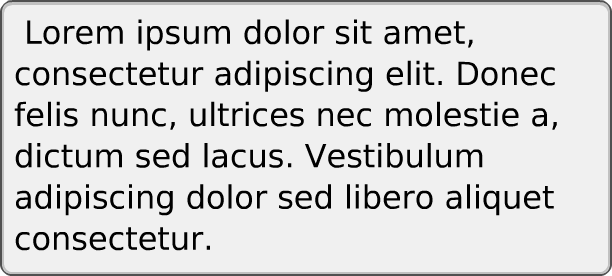 Lorem ipsum dolor sit amet,
consectetur adipiscing elit. Donec
felis nunc, ultrices nec molestie a,
dictum sed lacus. Vestibulum
adipiscing dolor sed libero aliquet
consectetur.